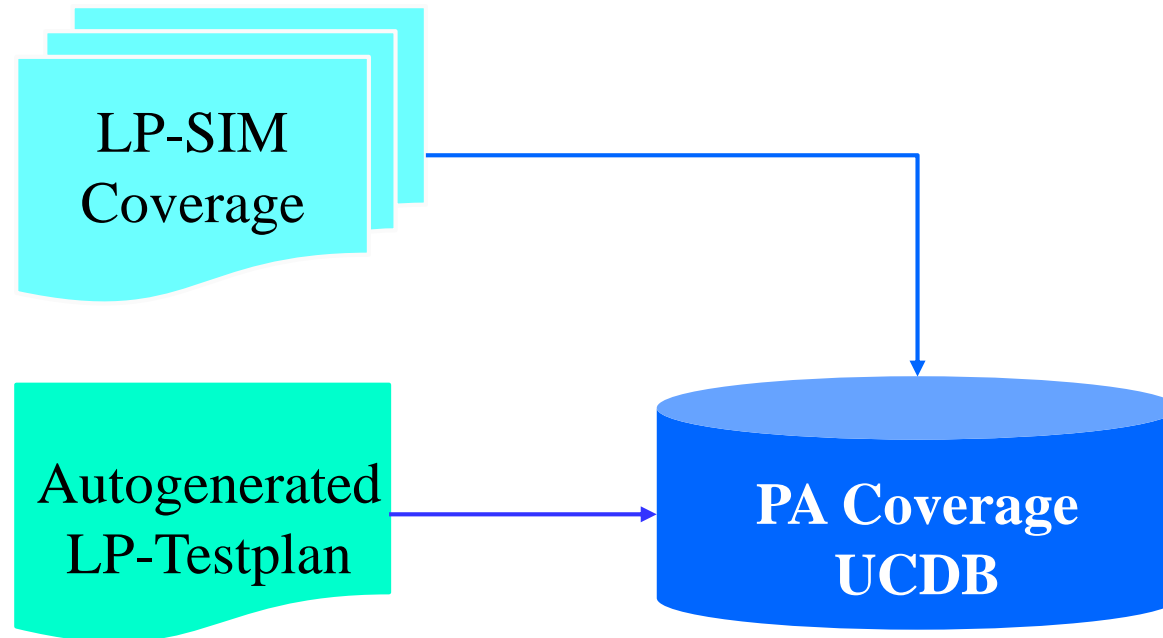 LP-SIM
Coverage
Autogenerated
LP-Testplan
PA Coverage
UCDB